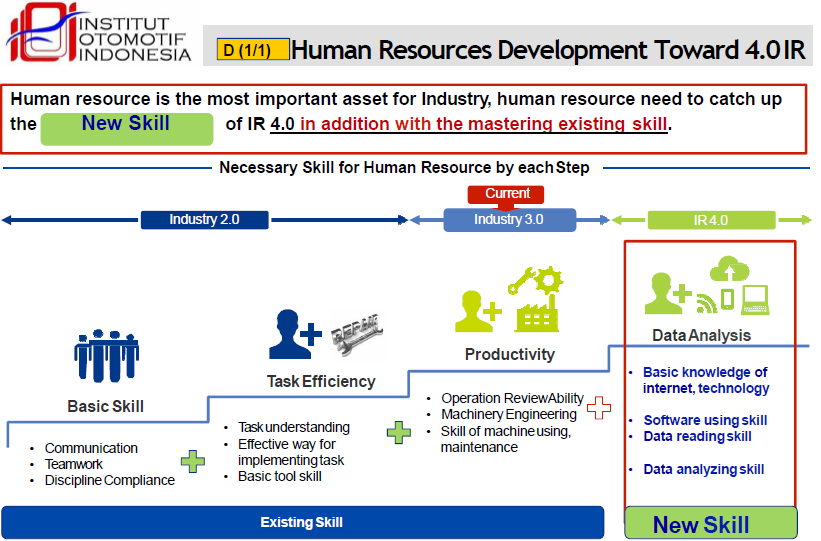 INSTITUT
OTOMOTIF
INDONESIA
D (1/1)
Human Resources Development Toward 4.0 IR
Human resource is the most important asset for Industry, human resource need to catch up
the New Skill of IR 4.0 in addition with the mastering existing skill.
Necessary Skill for Human Resource by each Step
Current
Industry 2.0
Industry 3.0
IR 4.0
Basic Skill
• Communication
• Teamwork
• Discipline Compliance
REPAIR
Task Efficiency
• Task understanding
• Effective way for
implementing task
• Basic tool skill
Productivity
• Operation Review Ability
• Machinery Engineering
• Skill of machine using,
maintenance
Data Analysis
• Basic knowledge of
internet, technology
• Software using skill
• Data reading skill
• Data analyzing skill
Existing Skill
New Skill